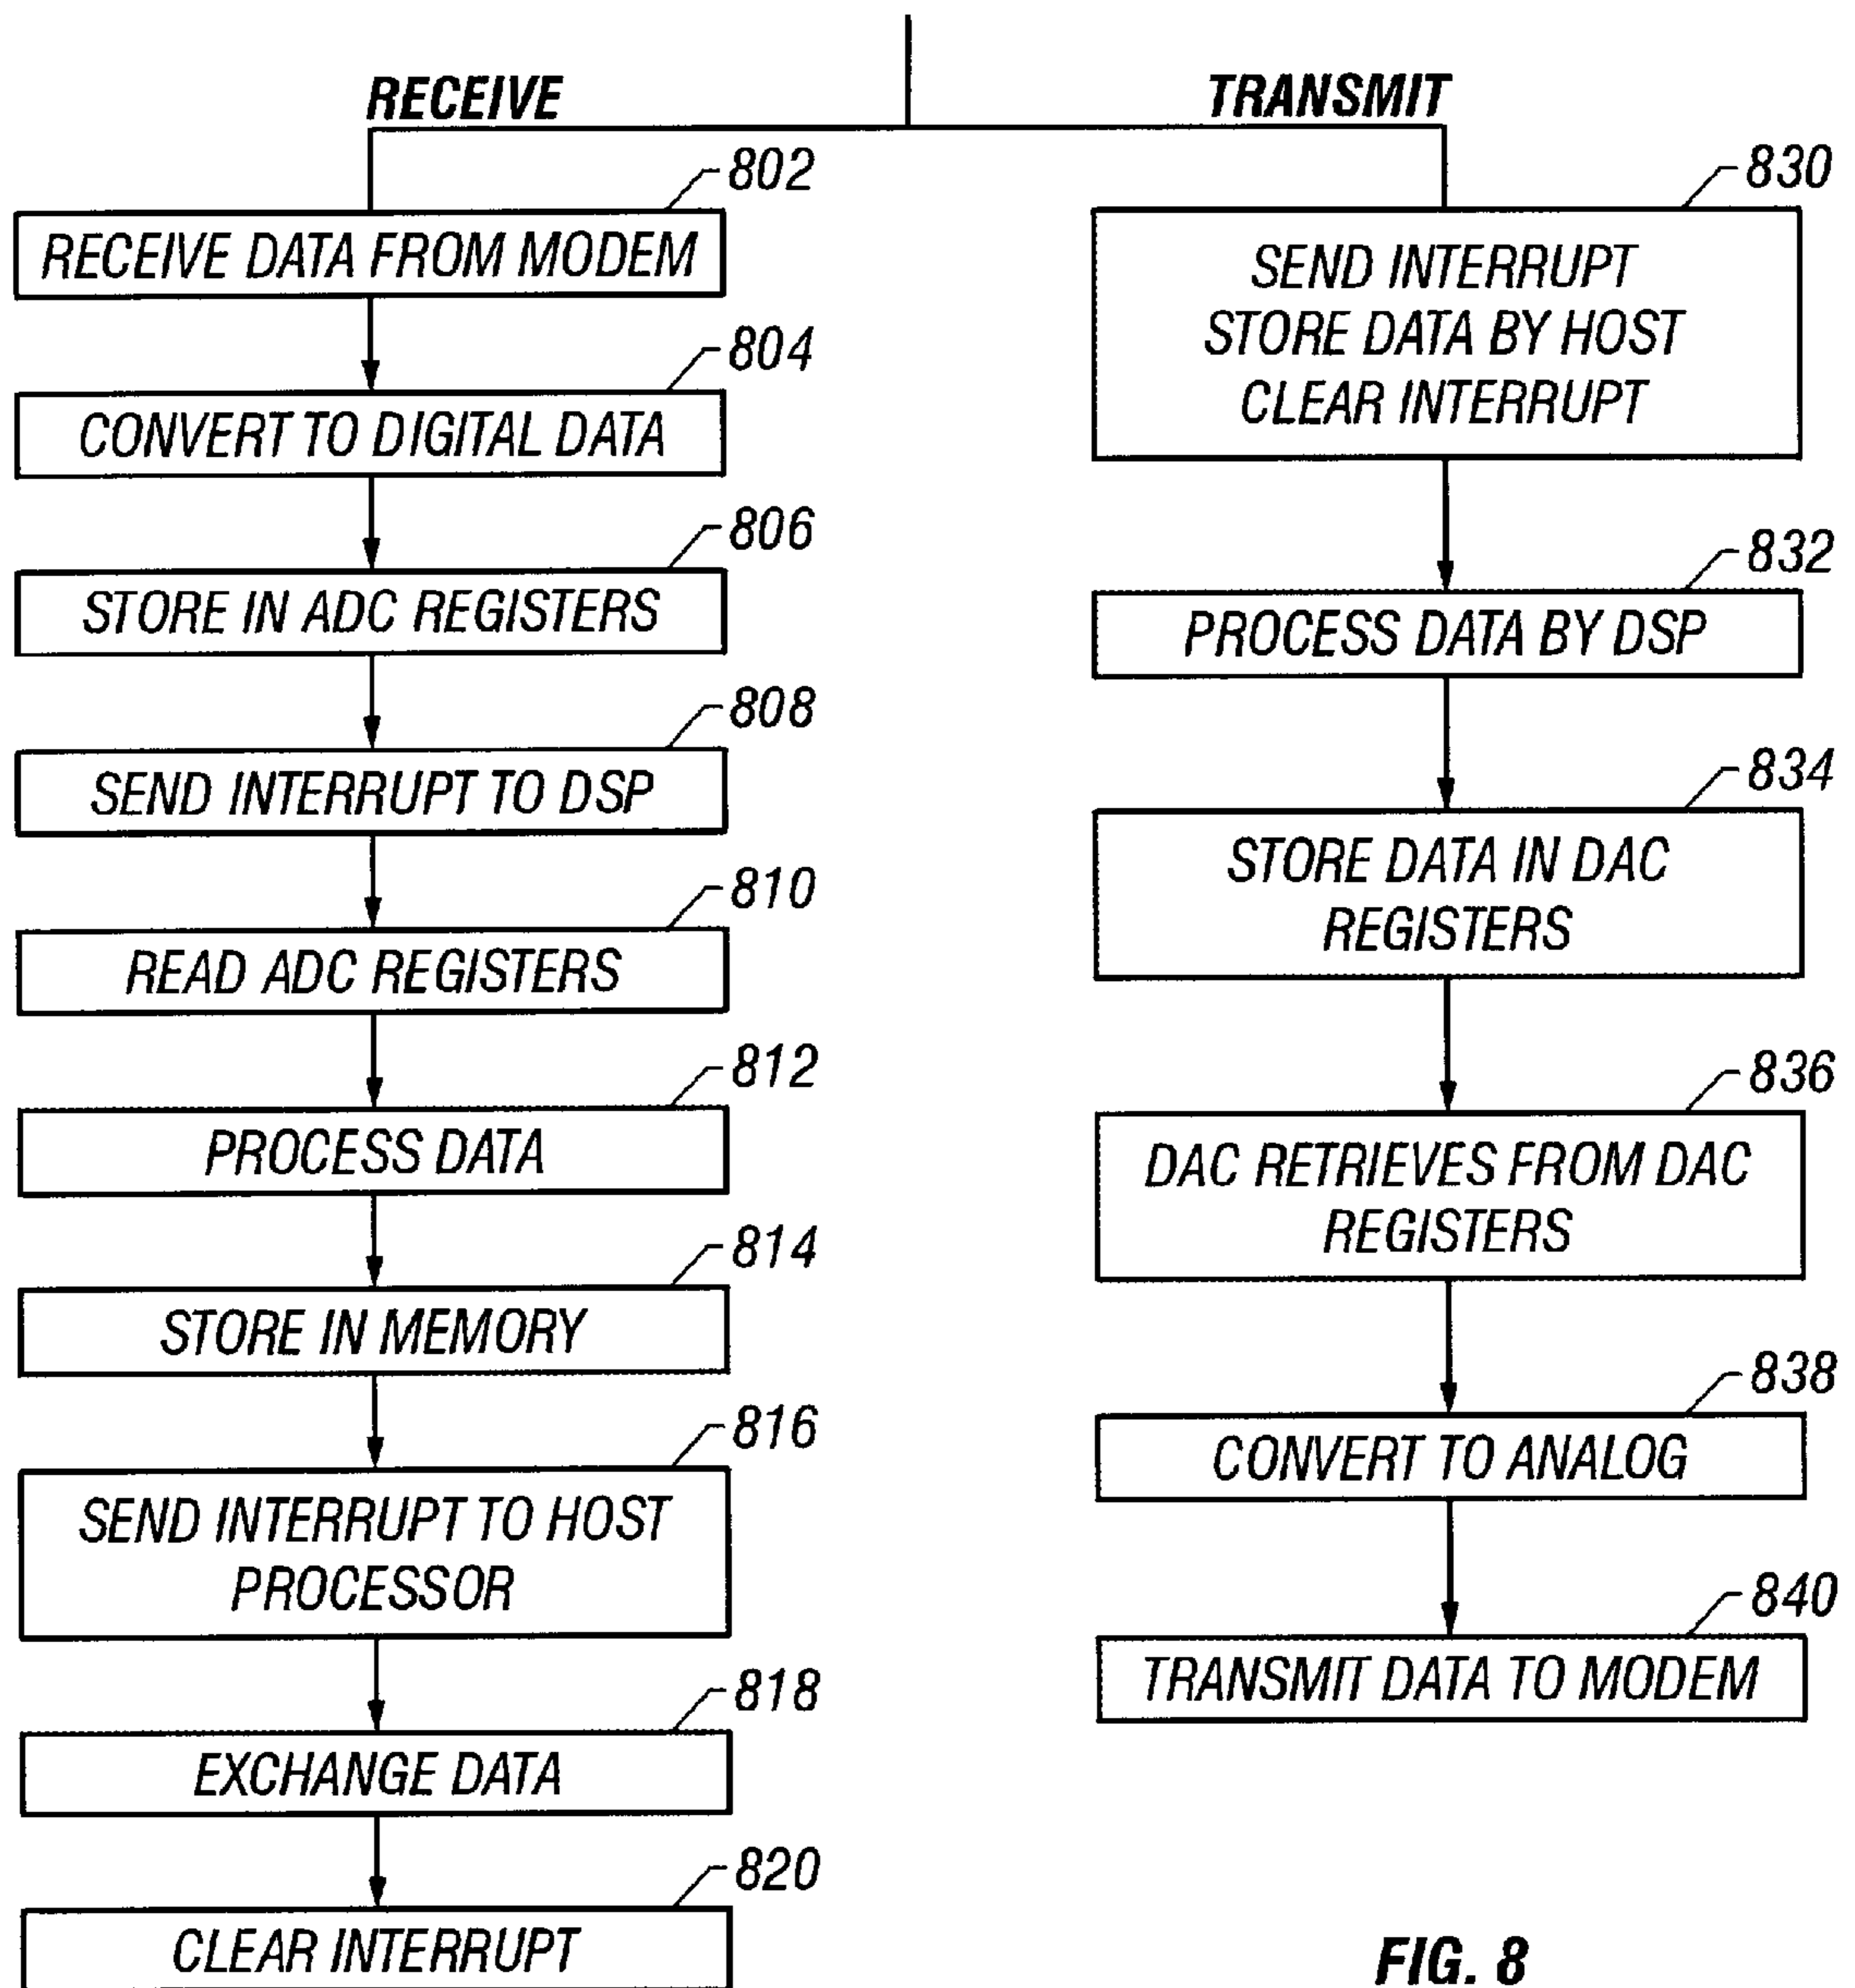 RECEIVE
802
RECEIVE DATA FROM MODEM
804
CONVERT TO DIGITAL DATA
806
STORE IN ADC REGISTERS
808
SEND INTERRUPT TO DSP
810
READ ADC REGISTERS
812
PROCESS DATA
814
STORE IN MEMORY
816
SEND INTERRUPT TO HOST
PROCESSOR
818
EXCHANGE DATA
820
CLEAR INTERRUPT
TRANSMIT
830
SEND INTERRUPT
STORE DATA BY HOST
CLEAR INTERRUPT
832
PROCESS DATA BY DSP
834
STORE DATA IN DAC
REGISTERS
836
DAC RETRIEVES FROM DAC
REGISTERS
838
CONVERT TO ANALOG
840
TRANSMIT DATA TO MODEM
FIG. 8